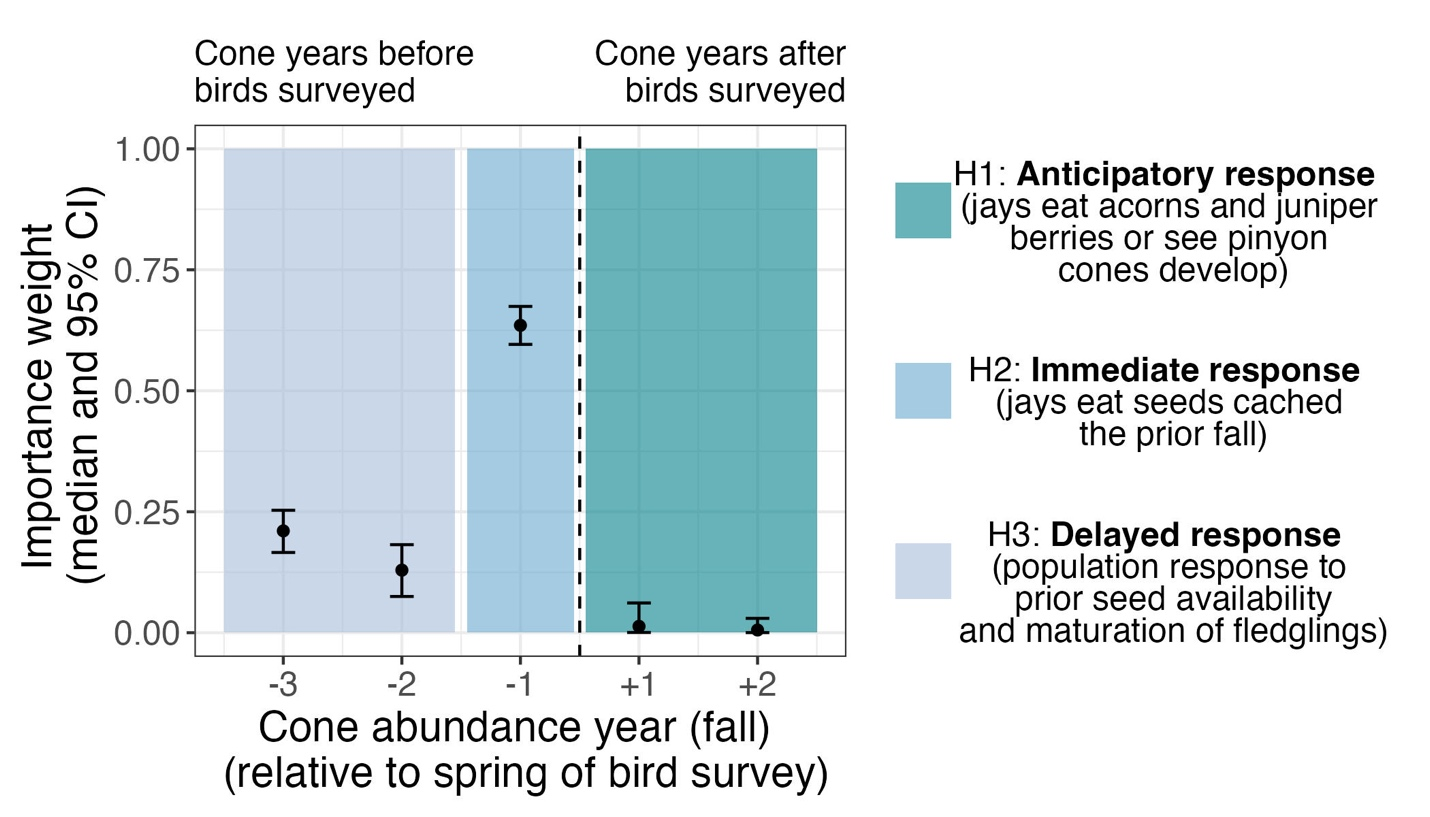 Cone years before
birds surveyed
Cone years after
birds surveyed
Importance weight
(median and 95% CI)
1.00
0.75
0.50
0.25
0.00
-3
-2
-1
+1
+2
Cone abundance year (fall)
(relative to spring of bird survey)
H1: Anticipatory response
(jays eat acorns and juniper
berries or see pinyon
cones develop)
H2: Immediate response
(jays eat seeds cached
the prior fall)
H3: Delayed response
(population response to
prior seed availability
and maturation of fledglings)